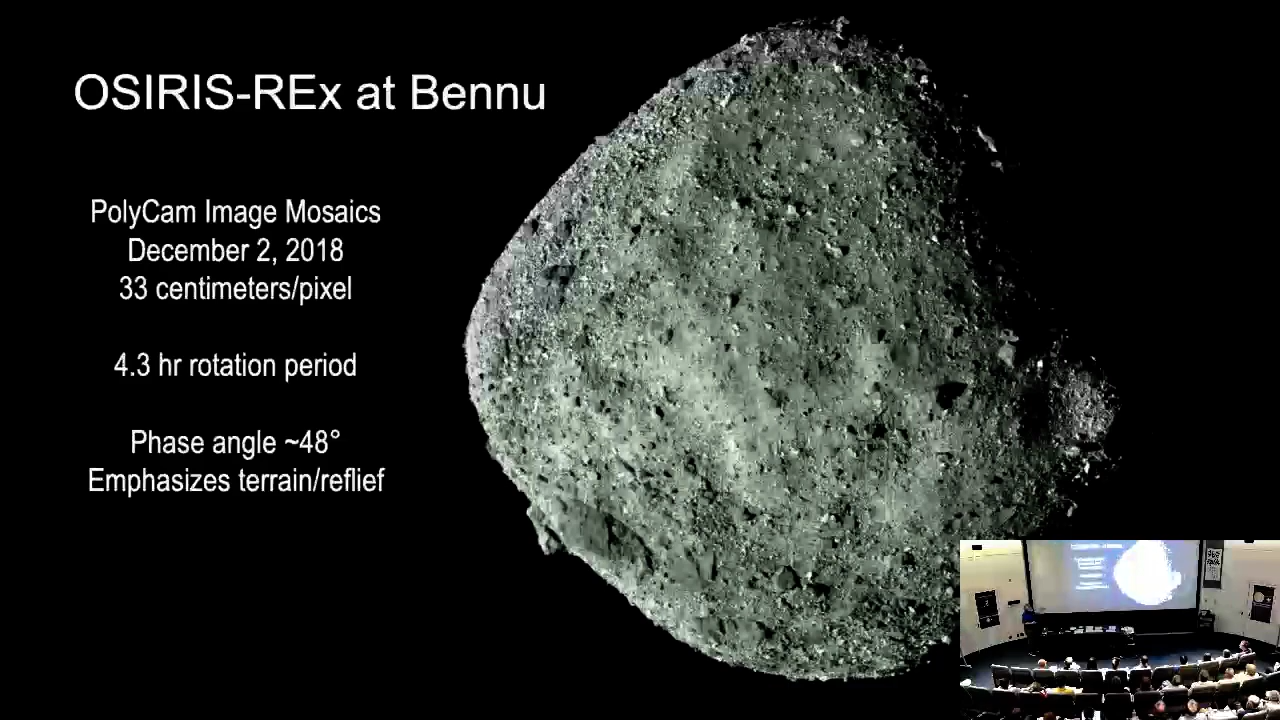 OSIRIS-REx at Bennu
PolyCam Image Mosaics
December 2, 2018
33 centimeters/pixel
4.3 hr rotation period
Phase angle ~48°
Emphasizes terrain/reflief